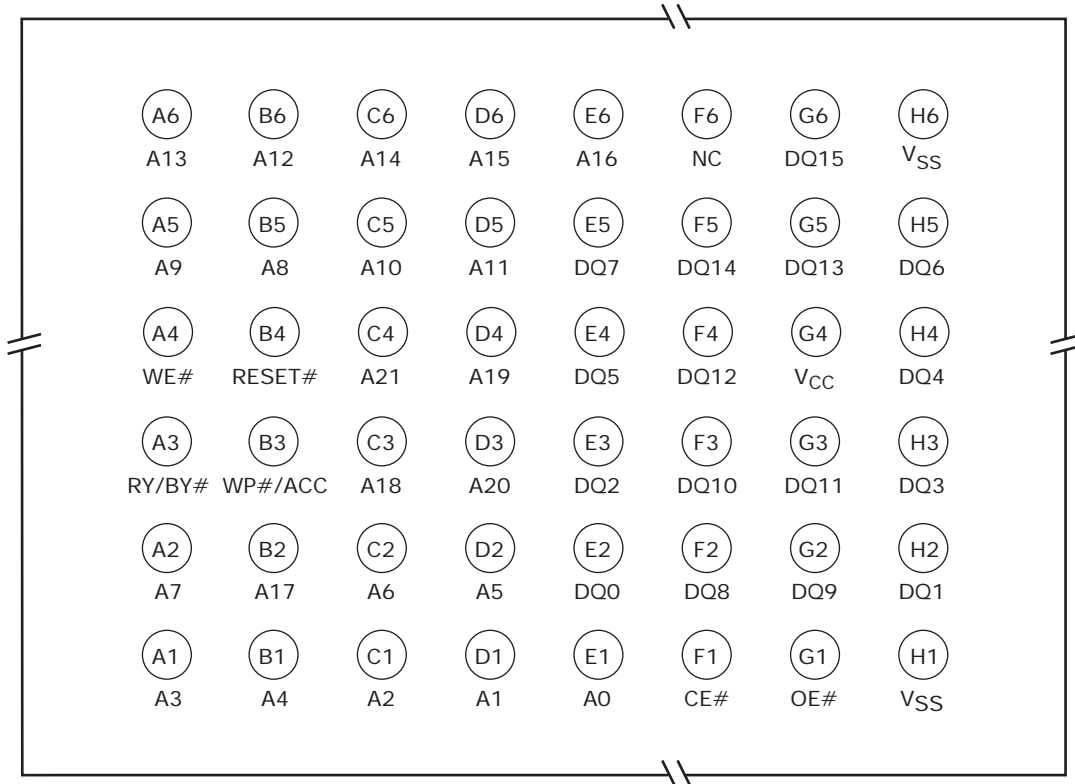 A6 B6 C6 D6 E6 F6 G6 H6
A13 A12 A14 A15 A16 NC DQ15 VSS
A5 B5 C5 D5 E5 F5 G5 H5
A9 A8 A10 A11 DQ7 DQ14 DQ13 DQ6
A4 B4 C4 D4 E4 F4 G4 H4
WE# RESET# A21 A19 DQ5 DQ12 VCC DQ4
A3 B3 C3 D3 E3 F3 G3 H3
RY/BY# WP#/ACC A18 A20 DQ2 DQ10 DQ11 DQ3
A2 B2 C2 D2 E2 F2 G2 H2
A7 A17 A6 A5 DQ0 DQ8 DQ9 DQ1
A1 B1 C1 D1 E1 F1 G1 H1
A3 A4 A2 A1 A0 CE# OE# VSS